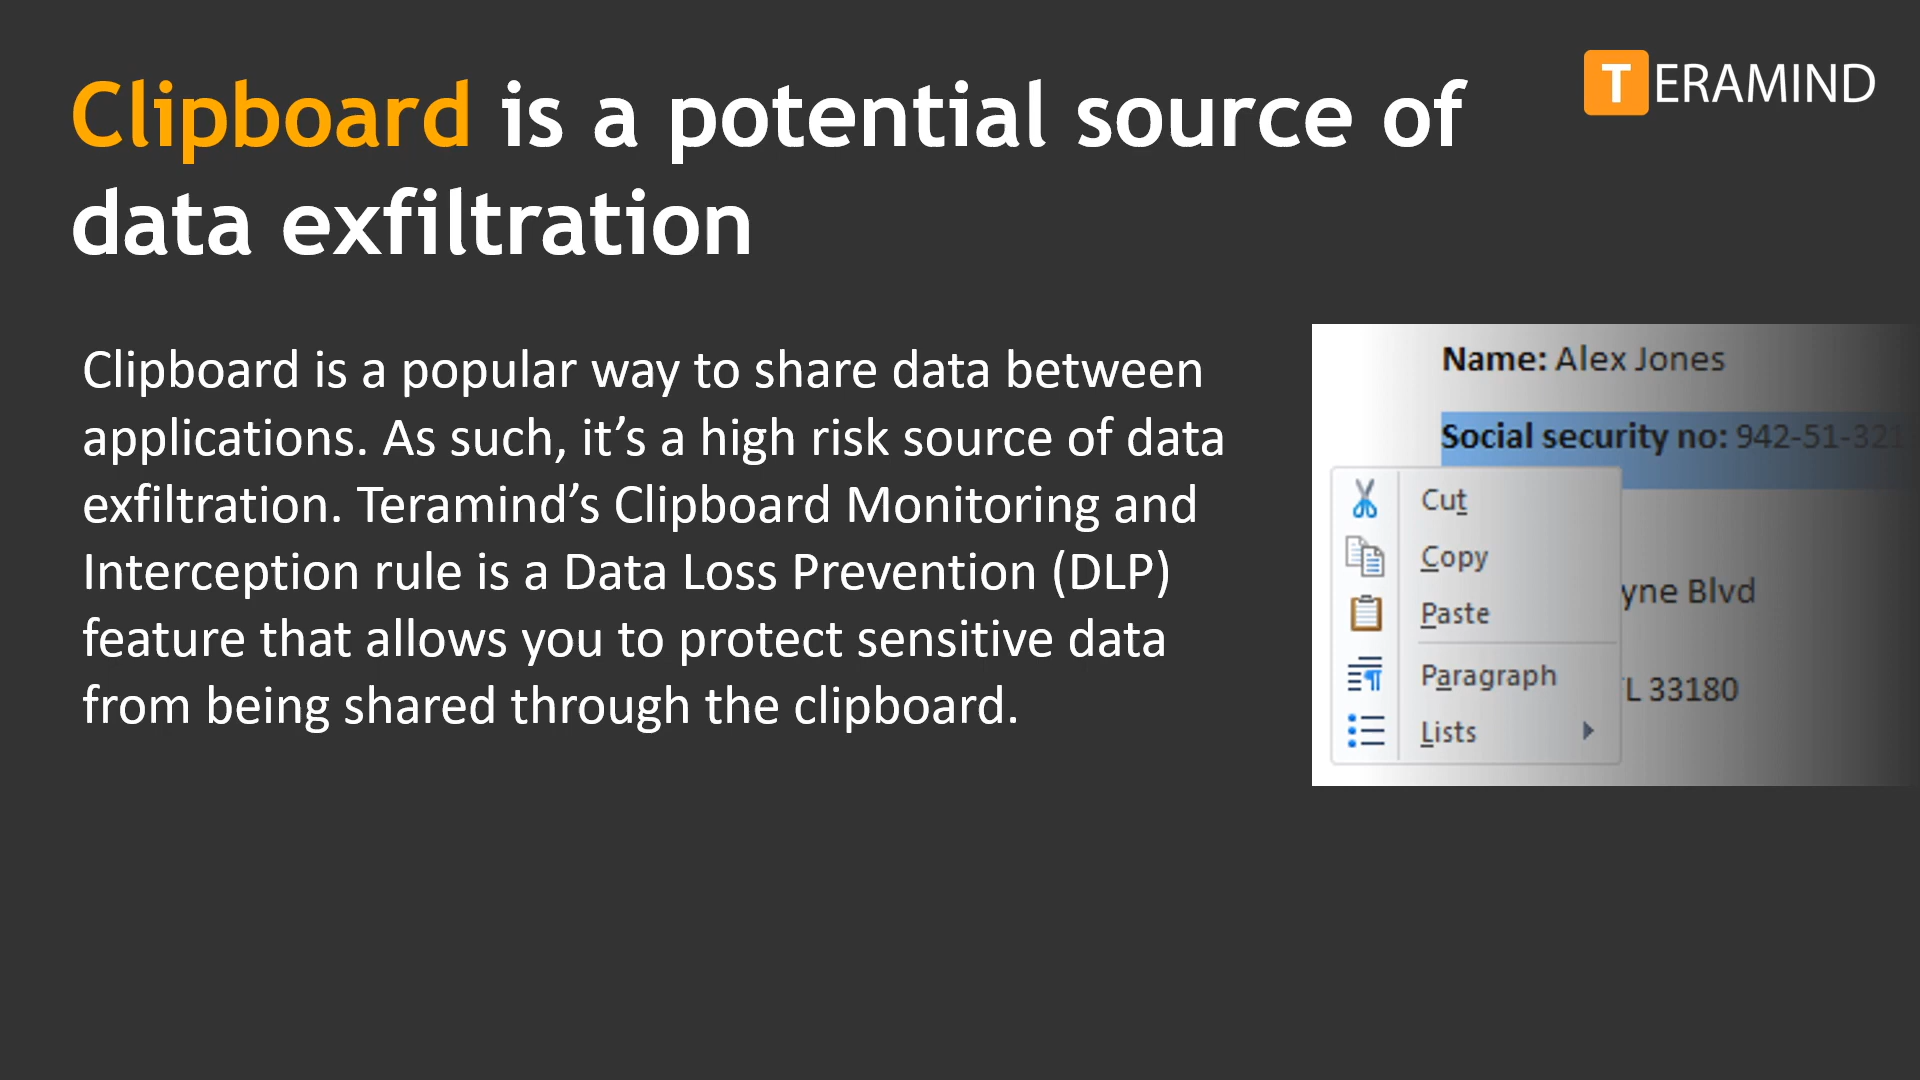 Clipboard is a potential source of
data exfiltration
TERAMIND
Clipboard is a popular way to share data between
applications. As such, it’s a high risk source of data
exfiltration. Teramind’s Clipboard Monitoring and
Interception rule is a Data Loss Prevention (DLP)
feature that allows you to protect sensitive data
from being shared through the clipboard.
Name: Alex Jones
Social security no: 942-51-321
Cut
Copy
yne Blvd
Paste
Paragraph
L 33180
Lists